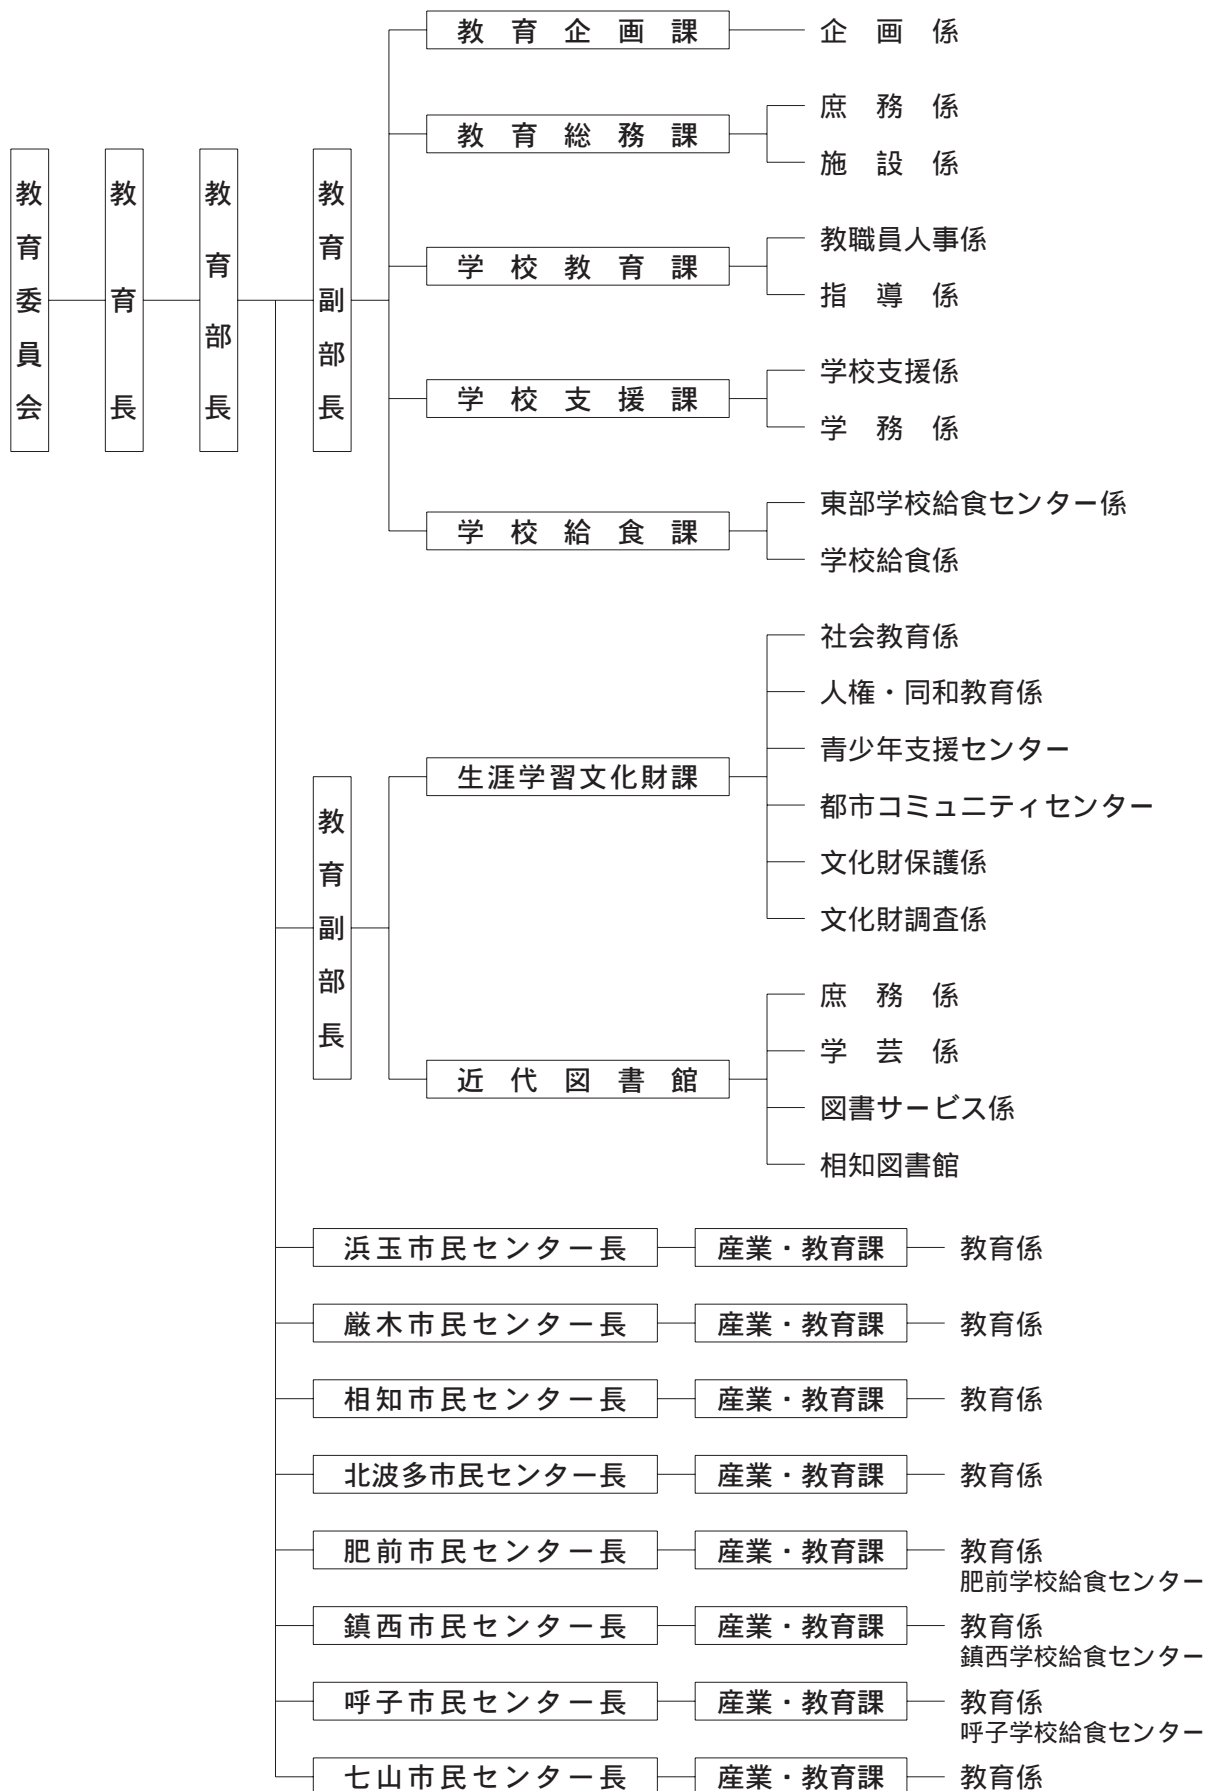 教育委員会
教育長
教育部長
教育副部長
教育企画課
企画係
教育総務課
庶務係
施設係
学校教育課
教職員人事係
指導係
学校支援課
学校支援係
学務係
学校給食課
東部学校給食センター係
学校給食係
教育副部長
生涯学習文化財課
社会教育係
人権・同和教育係
青少年支援センター
都市コミュニティセンター
文化財保護係
文化財調査係
近代図書館
庶務係
学芸係
図書サービス係
相知図書館
浜玉市民センター長 産業・教育課 教育係
厳木市民センター長 産業・教育課 教育係
相知市民センター長 産業・教育課 教育係
北波多市民センター長 産業・教育課 教育係
肥前市民センター長 産業・教育課 教育係
肥前学校給食センター
鎮西市民センター長 産業・教育課 教育係
鎮西学校給食センター
呼子市民センター長 産業・教育課 教育係
呼子学校給食センター
七山市民センター長 産業・教育課 教育係